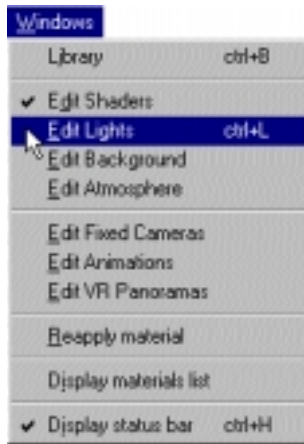 Windows
Library ctrl+B
Edit Shaders
Edit Lights ctrl+L
Edit Background
Edit Atmosphere
Edit Fixed Cameras
Edit Animations
Edit VR Panoramas
Reapply material
Display materials list
Display status bar ctrl+H